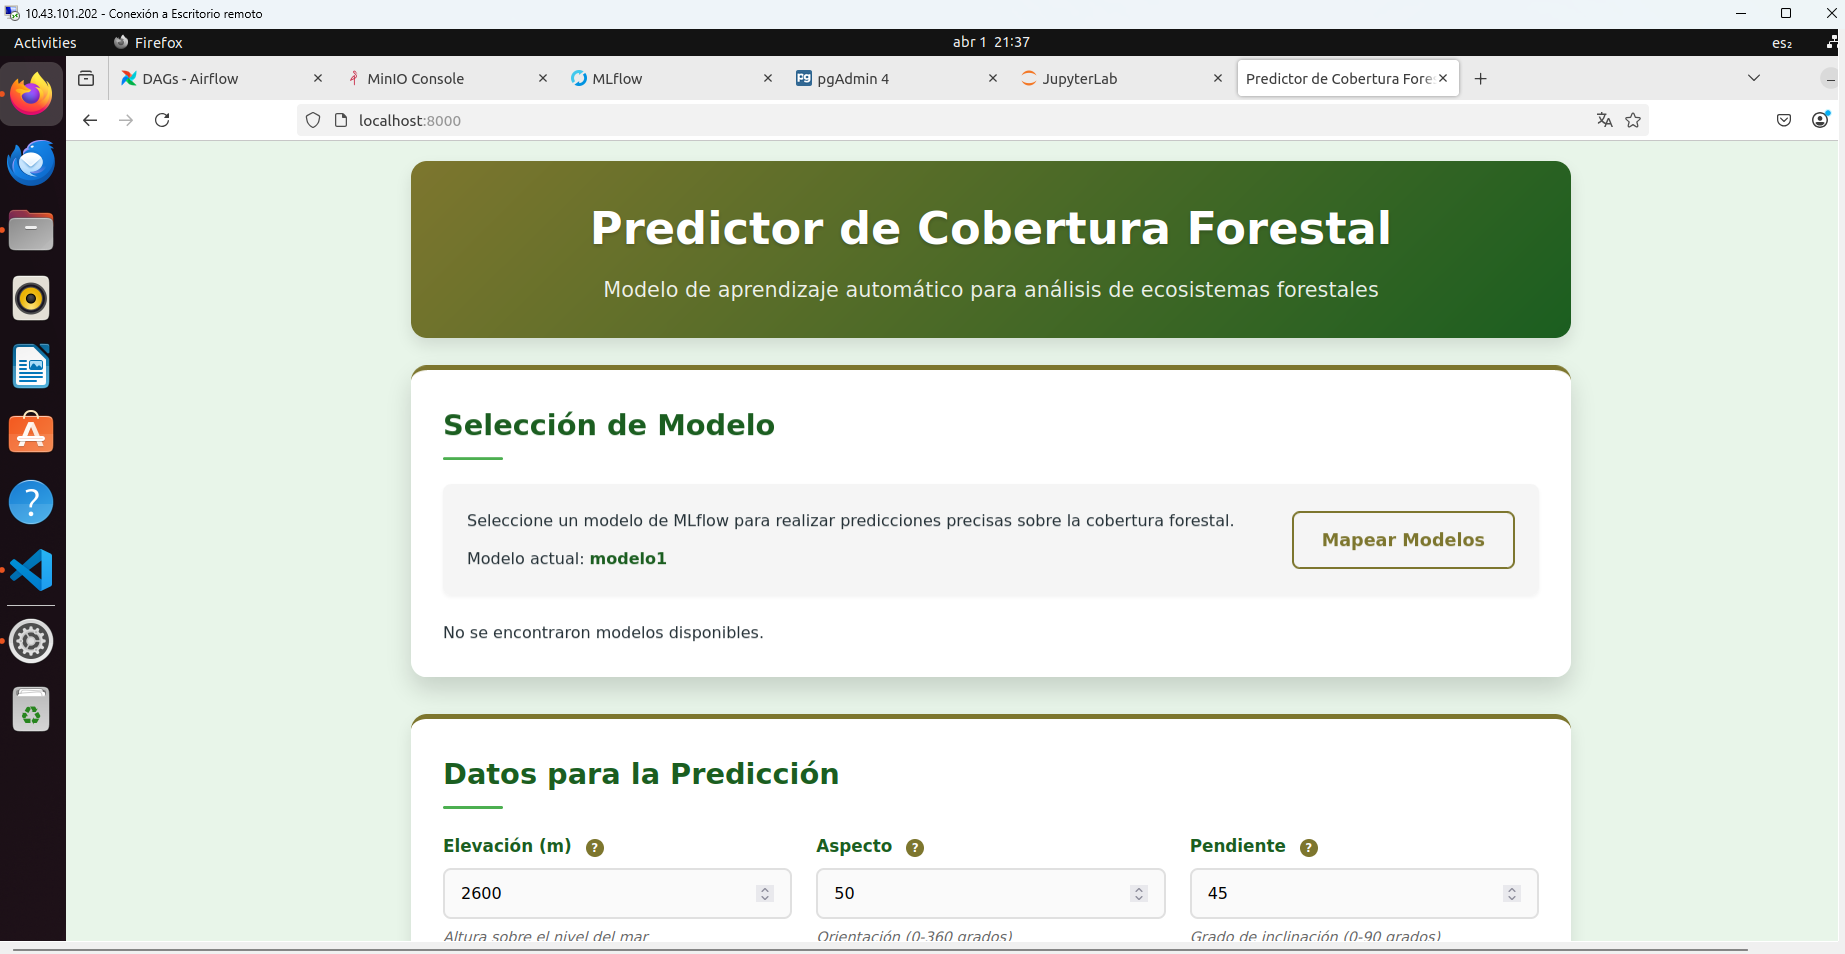 10.43.101.202 - Conexión a Escritorio remoto
Activities Firefox abr 1 21:37 es₂
DAGs - Airflow MinIO Console MLflow pgAdmin 4 JupyterLab Predictor de Cobertura Fore
localhost:8000
Predictor de Cobertura Forestal
Modelo de aprendizaje automático para análisis de ecosistemas forestales
Selección de Modelo
Seleccione un modelo de MLflow para realizar predicciones precisas sobre la cobertura forestal.
Modelo actual: modelo1
Mapear Modelos
No se encontraron modelos disponibles.
Datos para la Predicción
Elevación (m) ? Aspecto ? Pendiente ?
2600 50 45
Altura sobre el nivel del mar Orientación (0-360 grados) Grado de inclinación (0-90 grados)